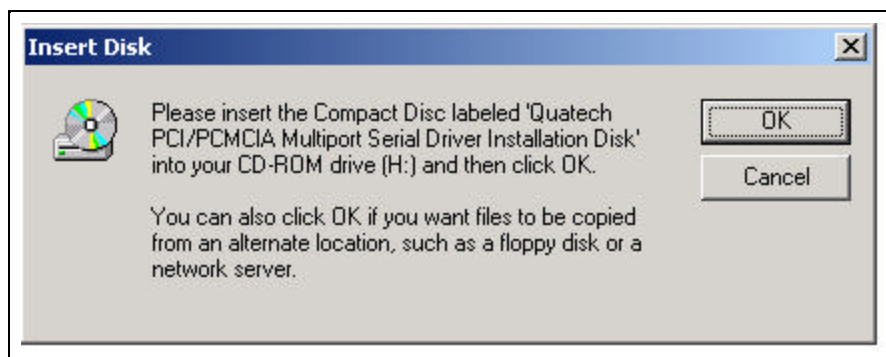 Insert Disk
Please insert the Compact Disc labeled 'Quatech
PCI/PCMCIA Multiport Serial Driver Installation Disk'
into your CD-ROM drive (H:) and then click OK.
You can also click OK if you want files to be copied
from an alternate location, such as a floppy disk or a
network server.
OK
Cancel